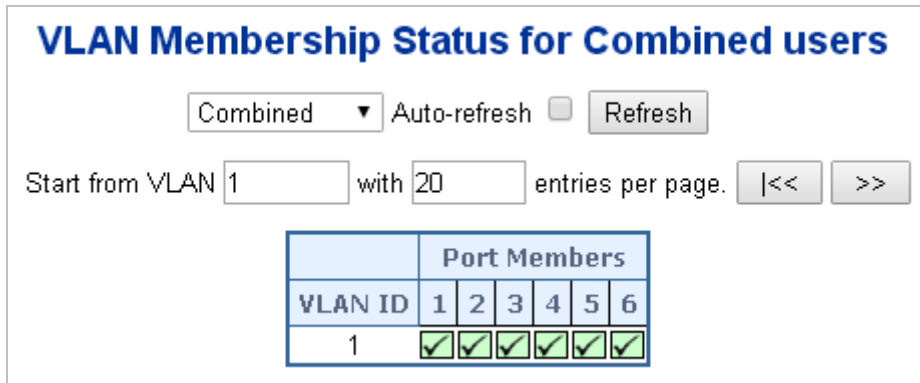 VLAN Membership Status for Combined users
Combined Auto-refresh Refresh
Start from VLAN 1 with 20 entries per page. |<< >>
Port Members
VLAN ID 1 2 3 4 5 6
1